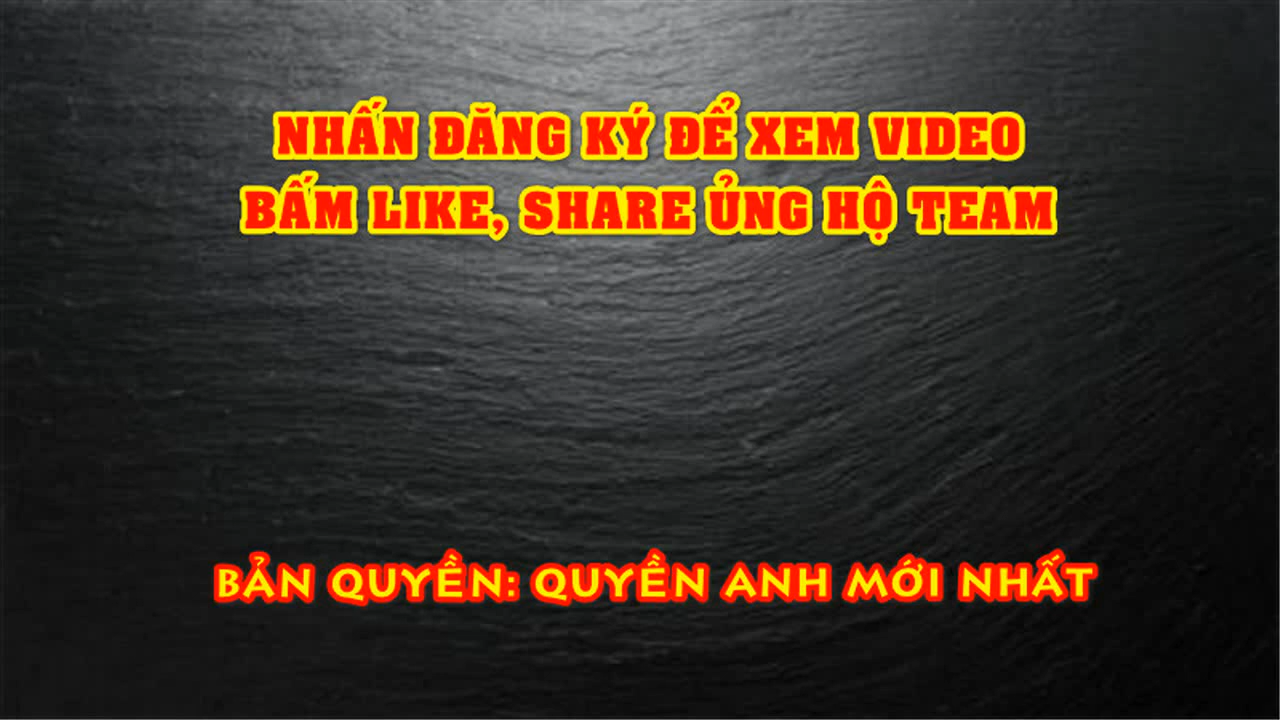 NHẤN ĐĂNG KÝ ĐỂ XEM VIDEO
BẤM LIKE, SHARE ỦNG HỘ TEAM
BẢN QUYỀN: QUYỀN ANH MỚI NHẤT